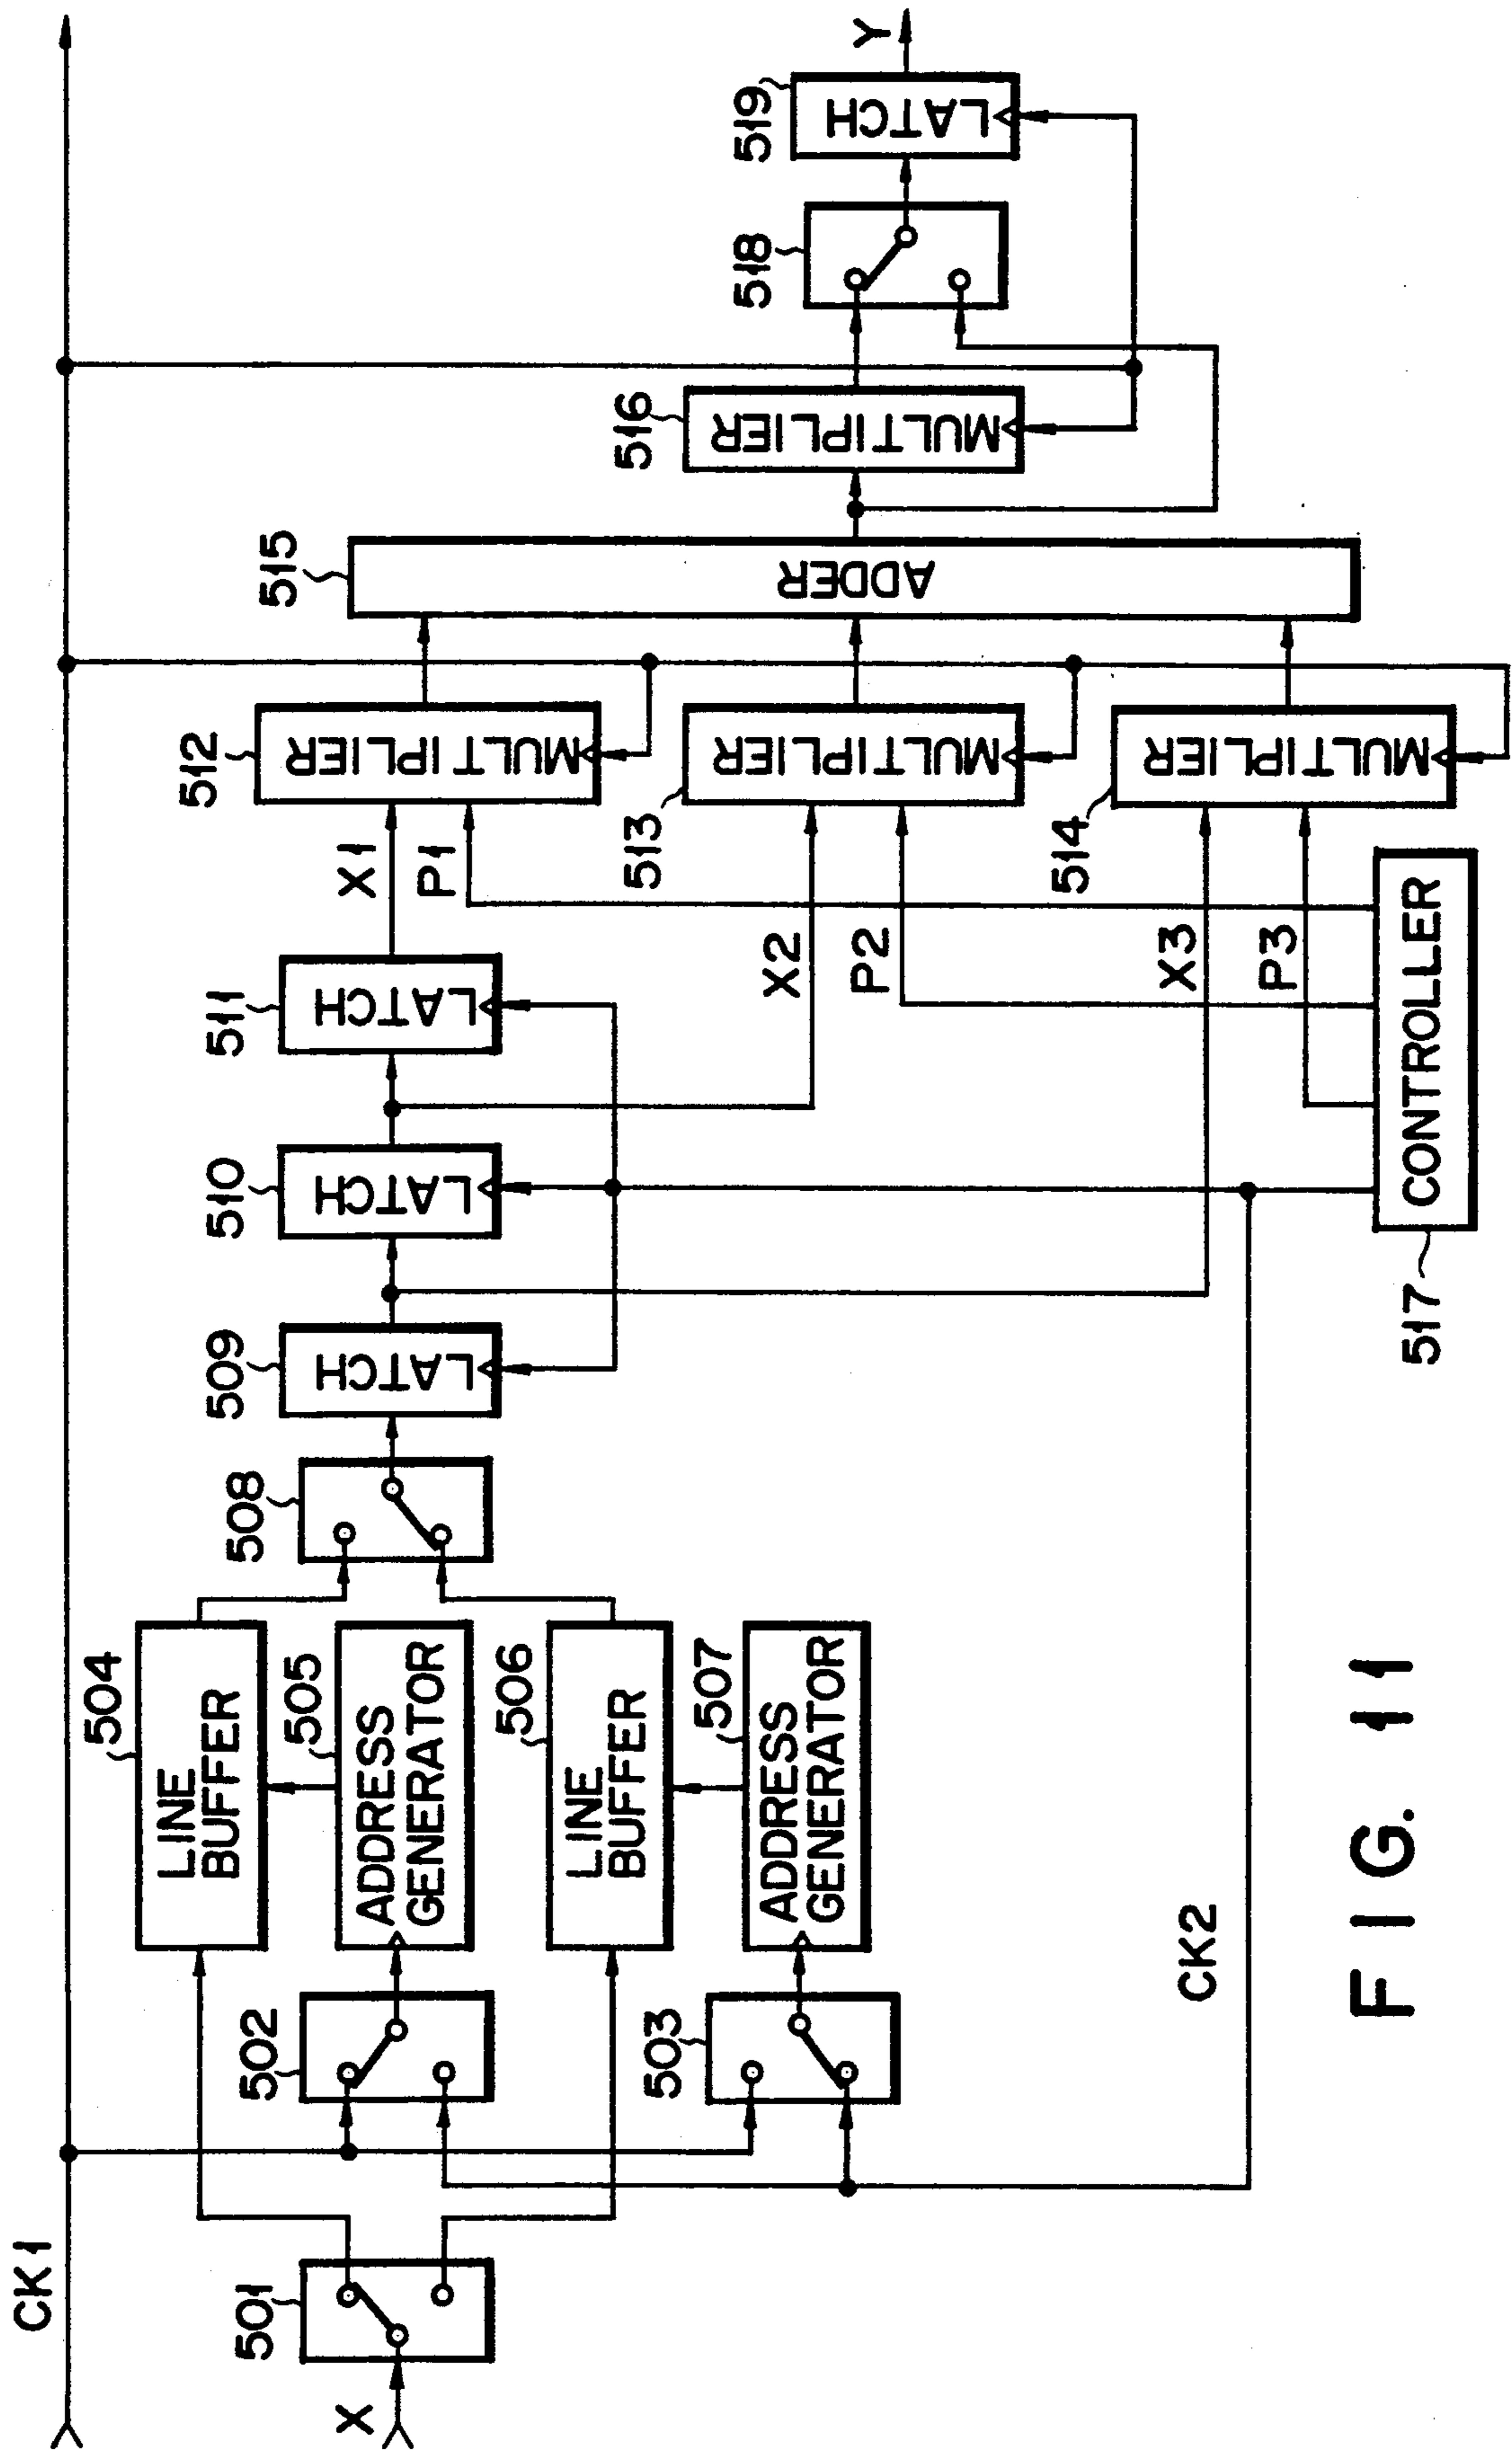 CK1
X
501
502
503
504
LINE
BUFFER
505
ADDRESS
GENERATOR
506
LINE
BUFFER
507
ADDRESS
GENERATOR
508
509
LATCH
510
LATCH
511
LATCH
X1
P1
X2
P2
X3
P3
512
MULTIPLIER
513
MULTIPLIER
514
MULTIPLIER
515
ADDER
516
MULTIPLIER
517
CONTROLLER
518
519
LATCH
Y
CK2
FIG. 11